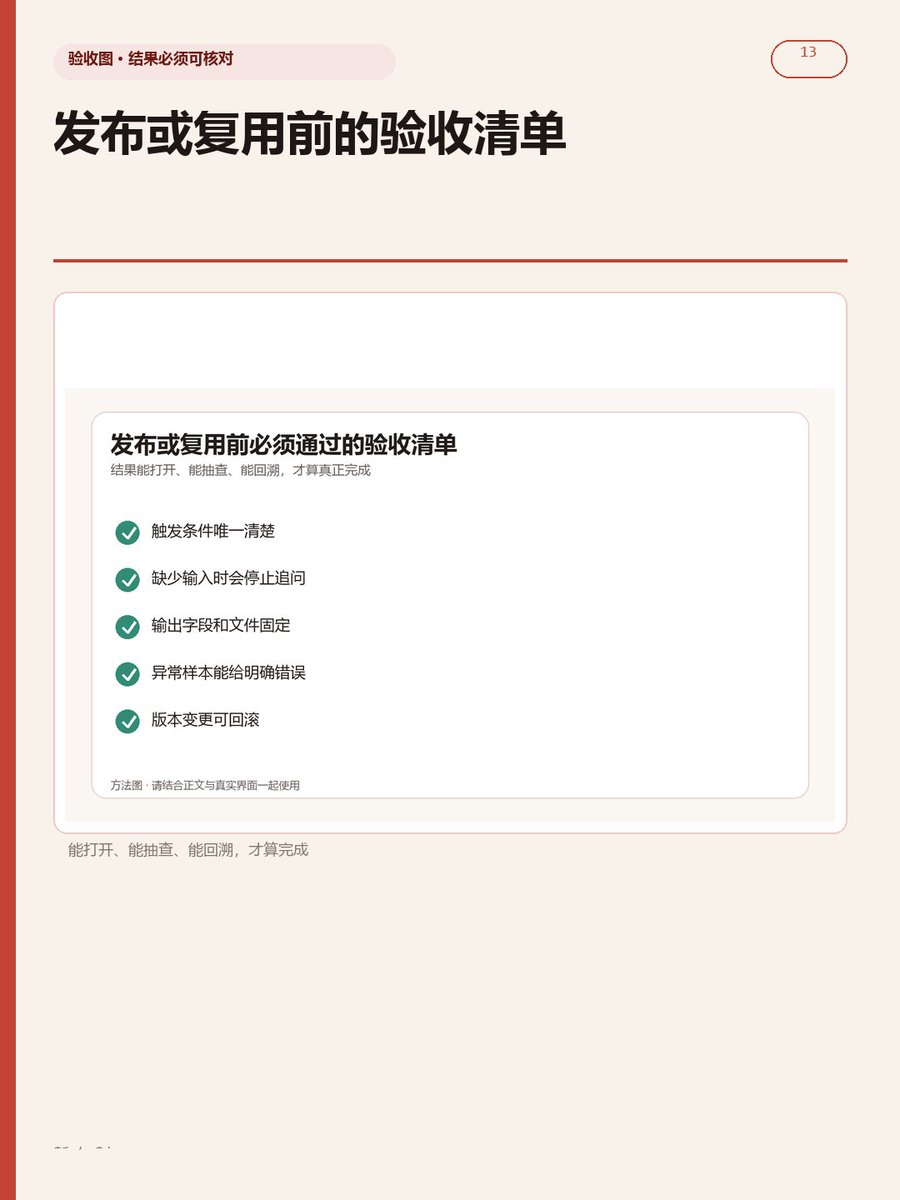 验收图 · 结果必须可核对
13
发布或复用前的验收清单
发布或复用前必须通过的验收清单
结果能打开、能抽查、能回溯，才算真正完成
触发条件唯一清楚
缺少输入时会停止追问
输出字段和文件固定
异常样本能给明确错误
版本变更可回滚
方法图 · 请结合正文与真实界面一起使用
能打开、能抽查、能回溯，才算完成